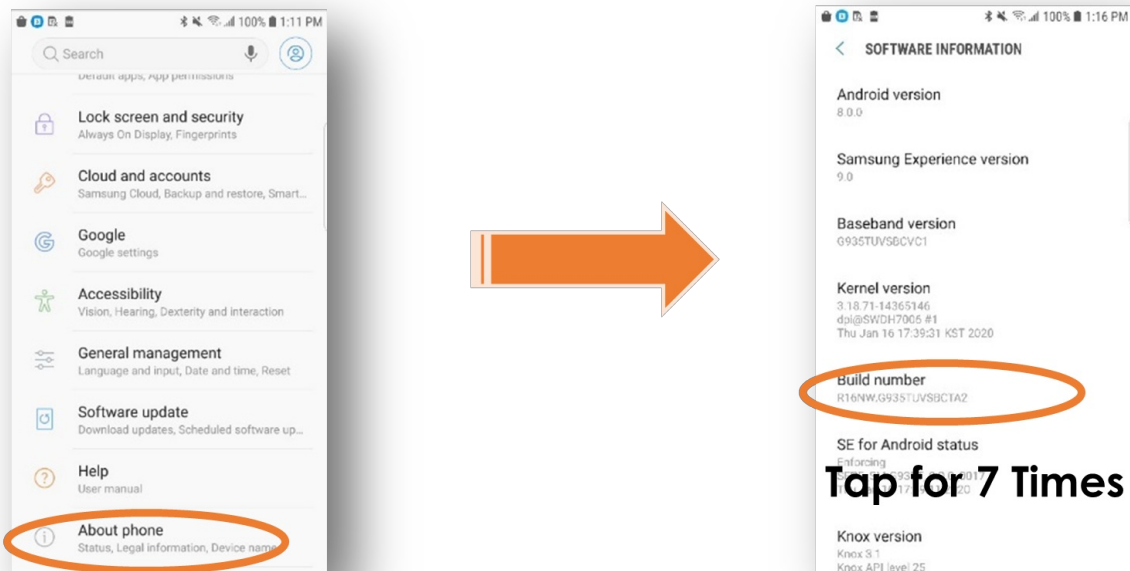 100% 1:11 PM
Search
Default apps, App permissions
Lock screen and security
Always On Display, Fingerprints
Cloud and accounts
Samsung Cloud, Backup and restore, Smart...
Google
Google settings
Accessibility
Vision, Hearing, Dexterity and interaction
General management
Language and input, Date and time, Reset
Software update
Download updates, Scheduled software up...
Help
User manual
About phone
Status, Legal information, Device name
100% 1:16 PM
SOFTWARE INFORMATION
Android version
8.0.0
Samsung Experience version
9.0
Baseband version
G935TUVSBCVC1
Kernel version
3.18.71-14365146
dpi@SWDH7006 #1
Thu Jan 16 17:39:31 KST 2020
Build number
R16NW.G935TUVSBCTA2
SE for Android status
Enforcing
Tap for 7 Times
Knox version
Knox 3.1
Knox API level 25